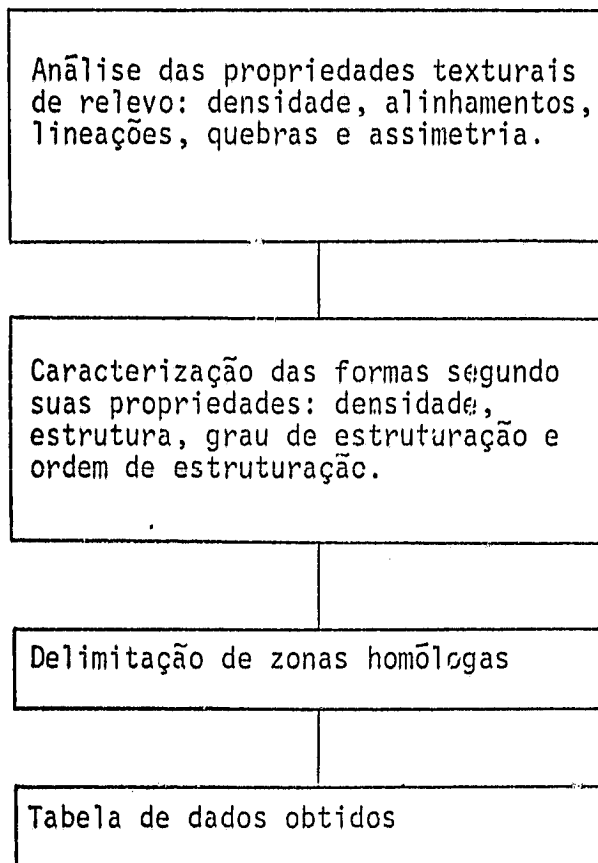 Análise das propriedades texturais
de relevo: densidade, alinhamentos,
lineações, quebras e assimetria.
Caracterização das formas segundo
suas propriedades: densidade,
estrutura, grau de estruturação e
ordem de estruturação.
Delimitação de zonas homólogas
Tabela de dados obtidos